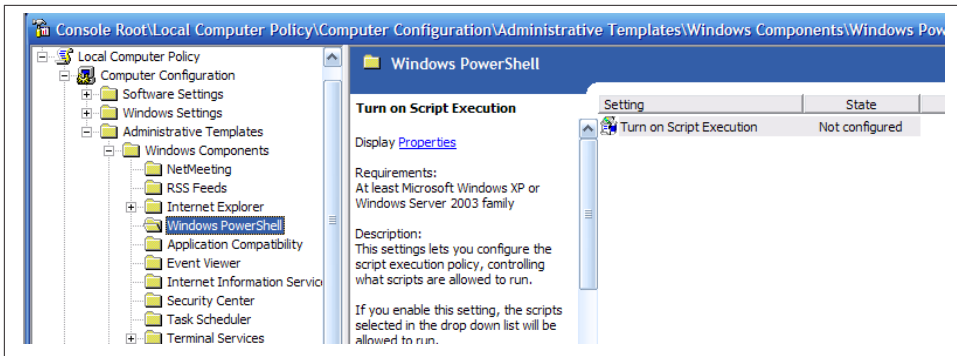 Console Root\Local Computer Policy\Computer Configuration\Administrative Templates\Windows Components\Windows Pow
Local Computer Policy
Computer Configuration
Software Settings
Windows Settings
Administrative Templates
Windows Components
NetMeeting
RSS Feeds
Internet Explorer
Windows PowerShell
Application Compatibility
Event Viewer
Internet Information Servic
Security Center
Task Scheduler
Terminal Services
Windows PowerShell
Turn on Script Execution
Display Properties
Requirements:
At least Microsoft Windows XP or
Windows Server 2003 family
Description:
This settings lets you configure the
script execution policy, controlling
what scripts are allowed to run.
If you enable this setting, the scripts
selected in the drop down list will be
allowed to run.
Setting State
Turn on Script Execution Not configured